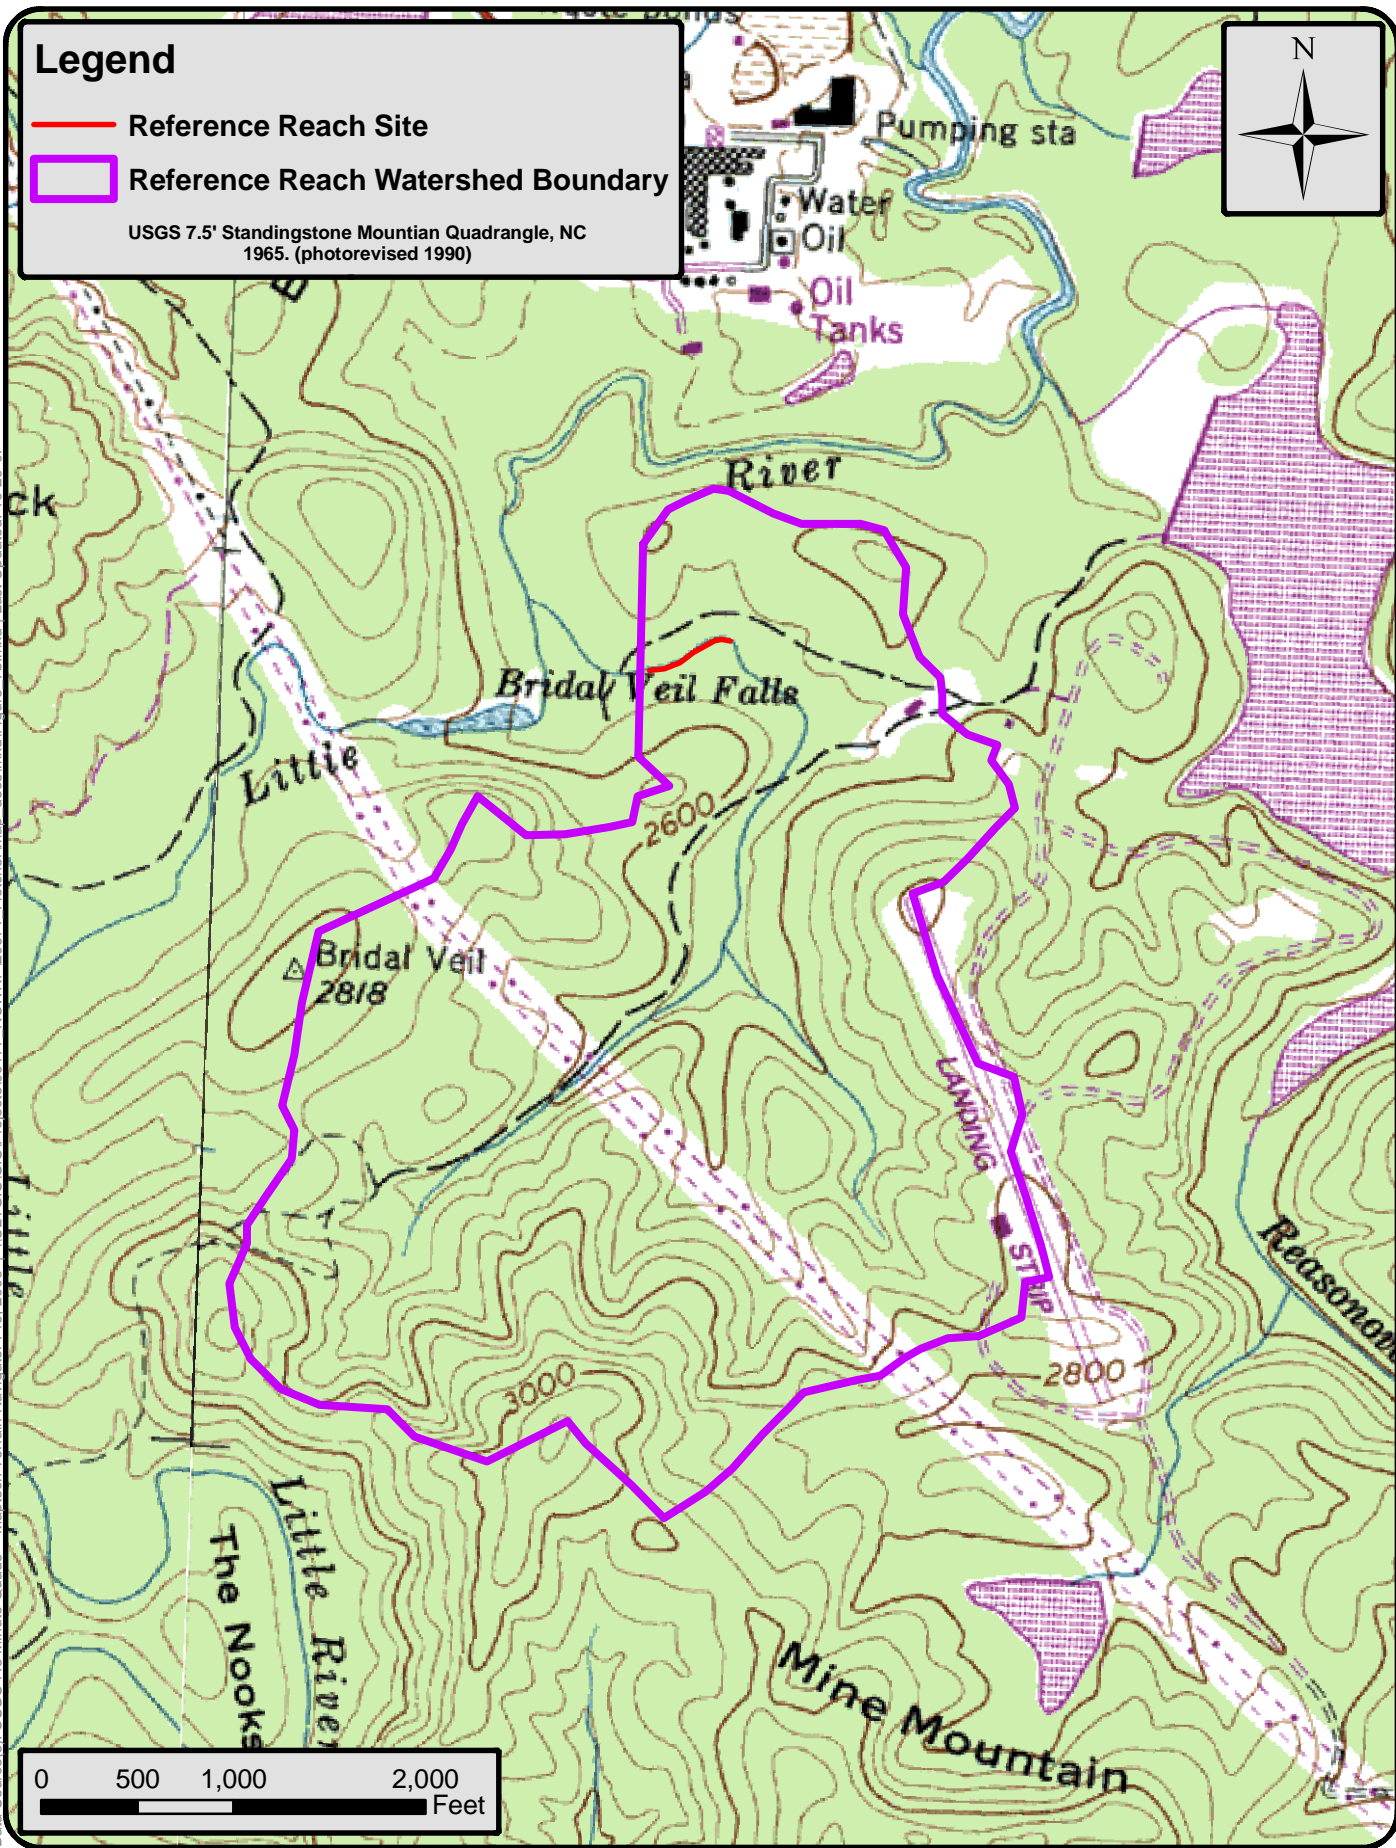 Legend
Reference Reach Site
Reference Reach Watershed Boundary
USGS 7.5' Standingstone Mountian Quadrangle, NC
1965. (photorevised 1990)
N
Pumping sta
Water
Oil
Oil
Tanks
River
ck
Bridal Veil Falls
Little
2600
Bridal Veil
2818
LANDING
STRIP
Little
Reasonov
2800
3000
Little River
The Nooks
Mine Mountain
0 500 1,000 2,000
Feet